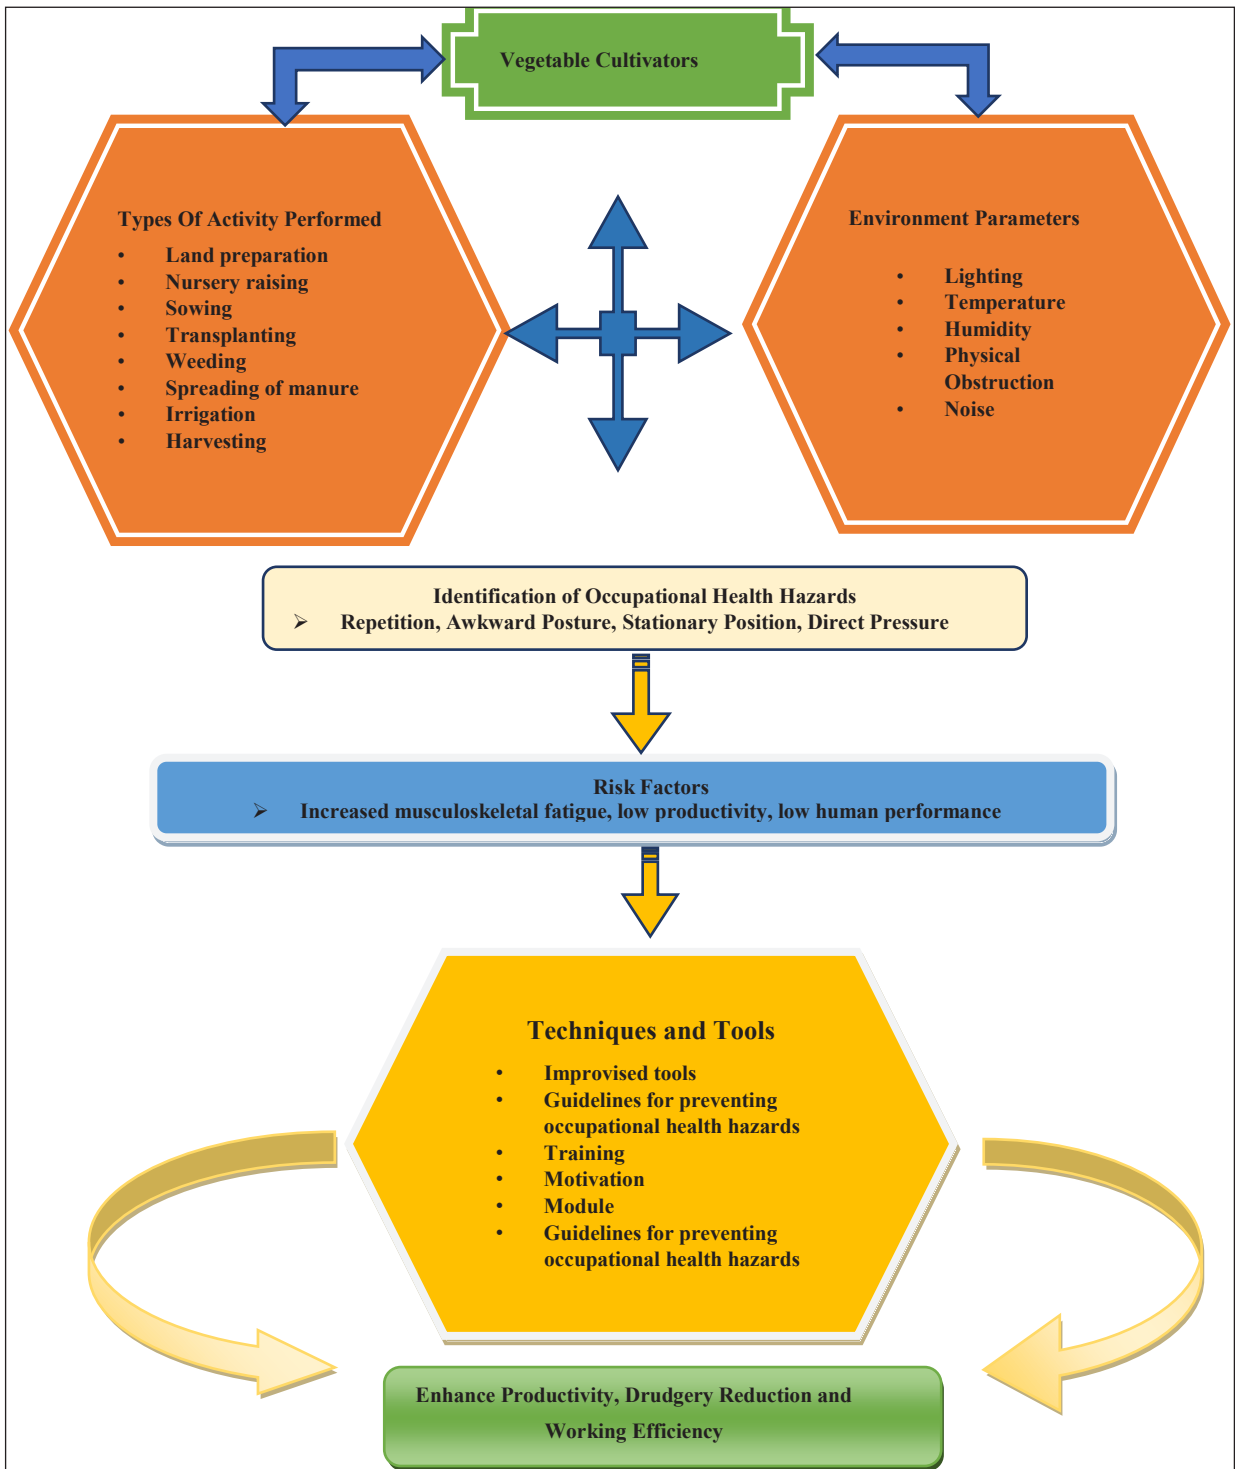 Vegetable Cultivators
Types Of Activity Performed
• Land preparation
• Nursery raising
• Sowing
• Transplanting
• Weeding
• Spreading of manure
• Irrigation
• Harvesting
Environment Parameters
• Lighting
• Temperature
• Humidity
• Physical
Obstruction
• Noise
Identification of Occupational Health Hazards
➢ Repetition, Awkward Posture, Stationary Position, Direct Pressure
Risk Factors
➢ Increased musculoskeletal fatigue, low productivity, low human performance
Techniques and Tools
• Improvised tools
• Guidelines for preventing
occupational health hazards
• Training
• Motivation
• Module
• Guidelines for preventing
occupational health hazards
Enhance Productivity, Drudgery Reduction and
Working Efficiency